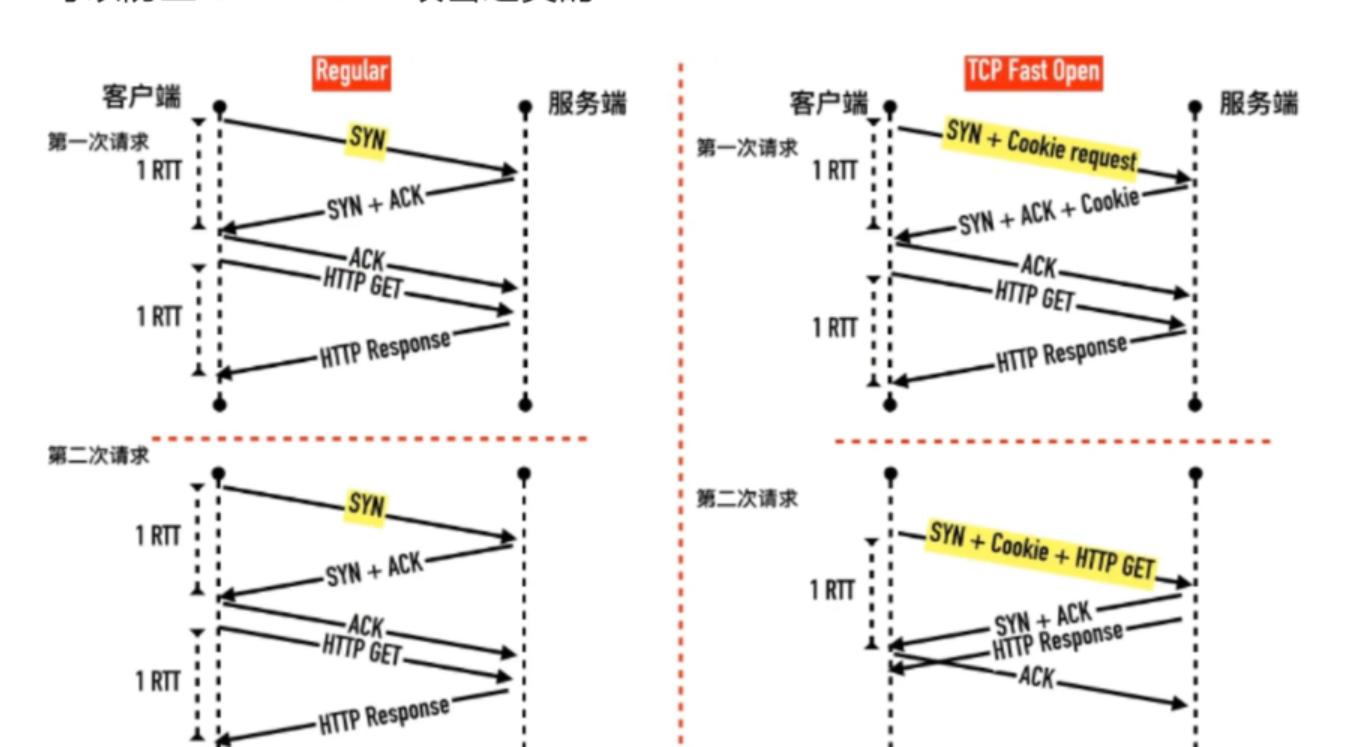 Regular
客户端
服务端
第一次请求
1 RTT
SYN
SYN + ACK
ACK
HTTP GET
1 RTT
HTTP Response
第二次请求
1 RTT
SYN
SYN + ACK
ACK
HTTP GET
1 RTT
HTTP Response
TCP Fast Open
客户端
服务端
第一次请求
1 RTT
SYN + Cookie request
SYN + ACK + Cookie
ACK
HTTP GET
1 RTT
HTTP Response
第二次请求
1 RTT
SYN + Cookie + HTTP GET
SYN + ACK
HTTP Response
ACK